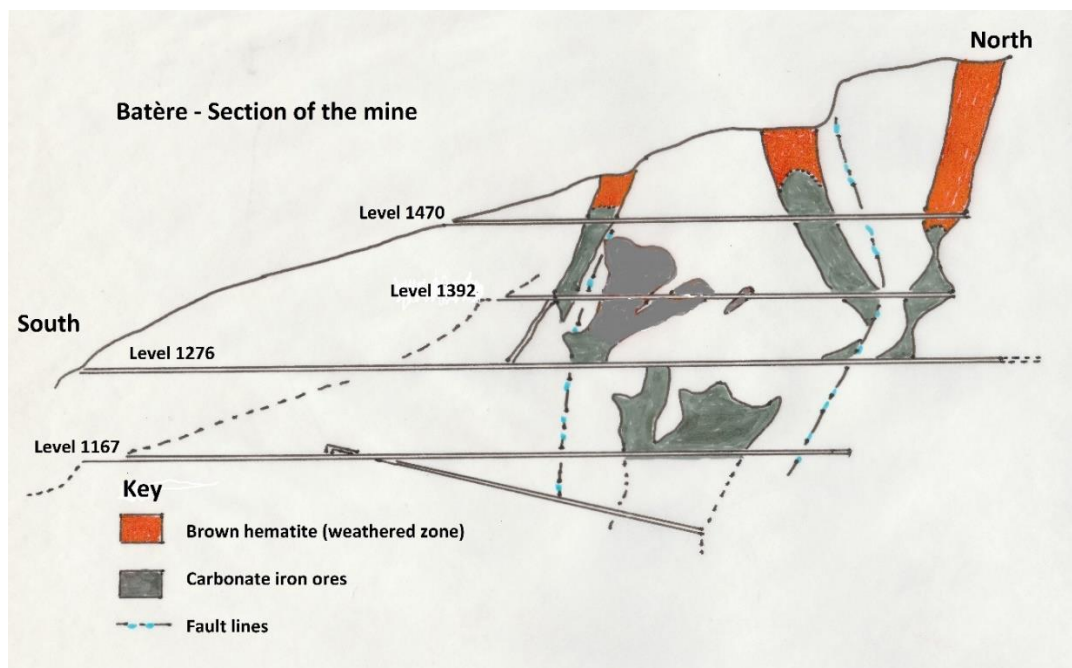 North
Batère - Section of the mine
Level 1470
Level 1392
South
Level 1276
Level 1167
Key
Brown hematite (weathered zone)
Carbonate iron ores
Fault lines